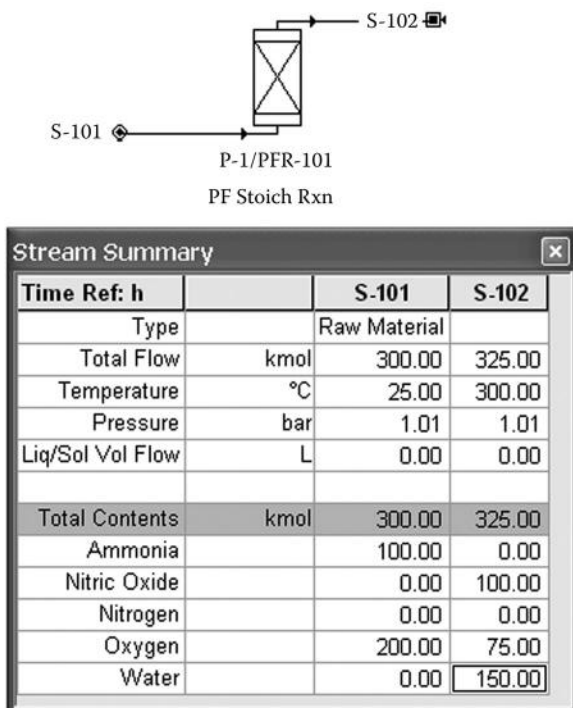 S-102
S-101
P-1/PFR-101
PF Stoich Rxn
Stream Summary
Time Ref: h S-101 S-102
Type Raw Material
Total Flow kmol 300.00 325.00
Temperature °C 25.00 300.00
Pressure bar 1.01 1.01
Liq/Sol Vol Flow L 0.00 0.00
Total Contents kmol 300.00 325.00
Ammonia 100.00 0.00
Nitric Oxide 0.00 100.00
Nitrogen 0.00 0.00
Oxygen 200.00 75.00
Water 0.00 150.00